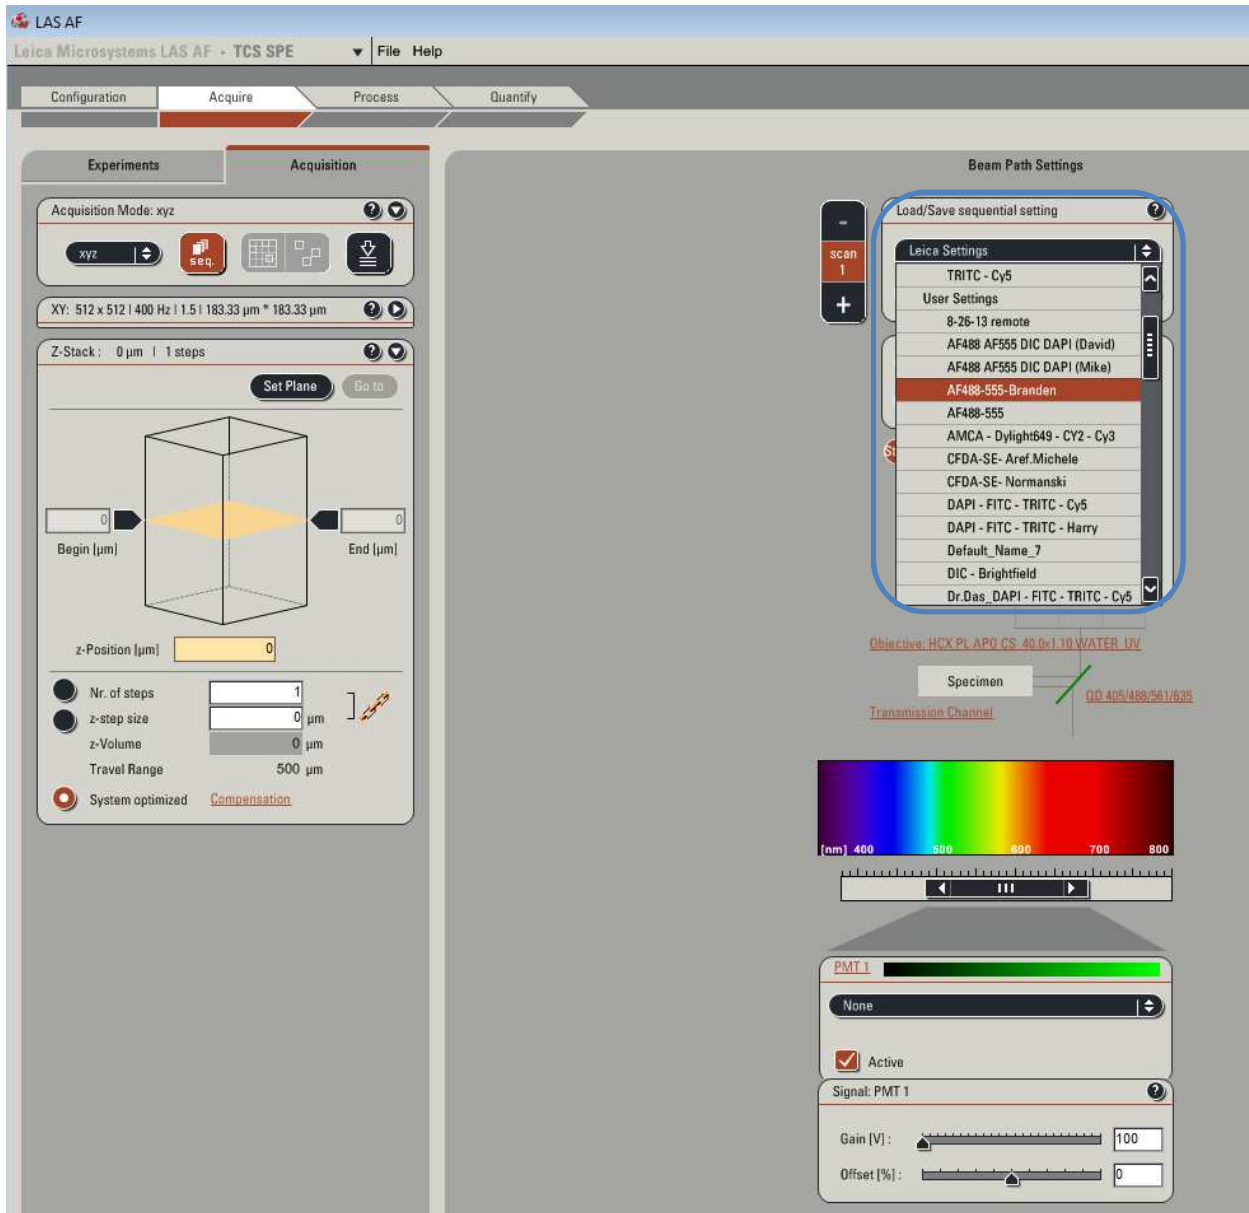 LAS AF
Leica Microsystems LAS AF - TCS SPE ▼ File Help
Configuration Acquire Process Quantify
Experiments Acquisition
Acquisition Mode: xyz
xyz
seq.
XY: 512 x 512 | 400 Hz | 1.5 | 183.33 µm * 183.33 µm
Z-Stack : 0 µm | 1 steps
Set Plane Go to
0 0
Begin [µm] End [µm]
z-Position [µm] 0
Nr. of steps 1
z-step size 0 µm
z-Volume 0 µm
Travel Range 500 µm
System optimized Compensation
Beam Path Settings
-
scan
1
+
Load/Save sequential setting
Leica Settings
TRITC - Cy5
User Settings
8-26-13 remote
AF488 AF555 DIC DAPI (David)
AF488 AF555 DIC DAPI (Mike)
AF488-555-Branden
AF488-555
AMCA - Dylight649 - CY2 - Cy3
CFDA-SE- Aref.Michele
CFDA-SE- Normanski
DAPI - FITC - TRITC - Cy5
DAPI - FITC - TRITC - Harry
Default_Name_7
DIC - Brightfield
Dr.Das_DAPI - FITC - TRITC - Cy5
Objective: HCX PL APO CS 40.0x1.10 WATER UV
Specimen
QD 405/488/561/635
Transmission Channel
[nm] 400 500 600 700 800
PMT 1
None
Active
Signal: PMT 1
Gain [V] : 100
Offset [%] : 0